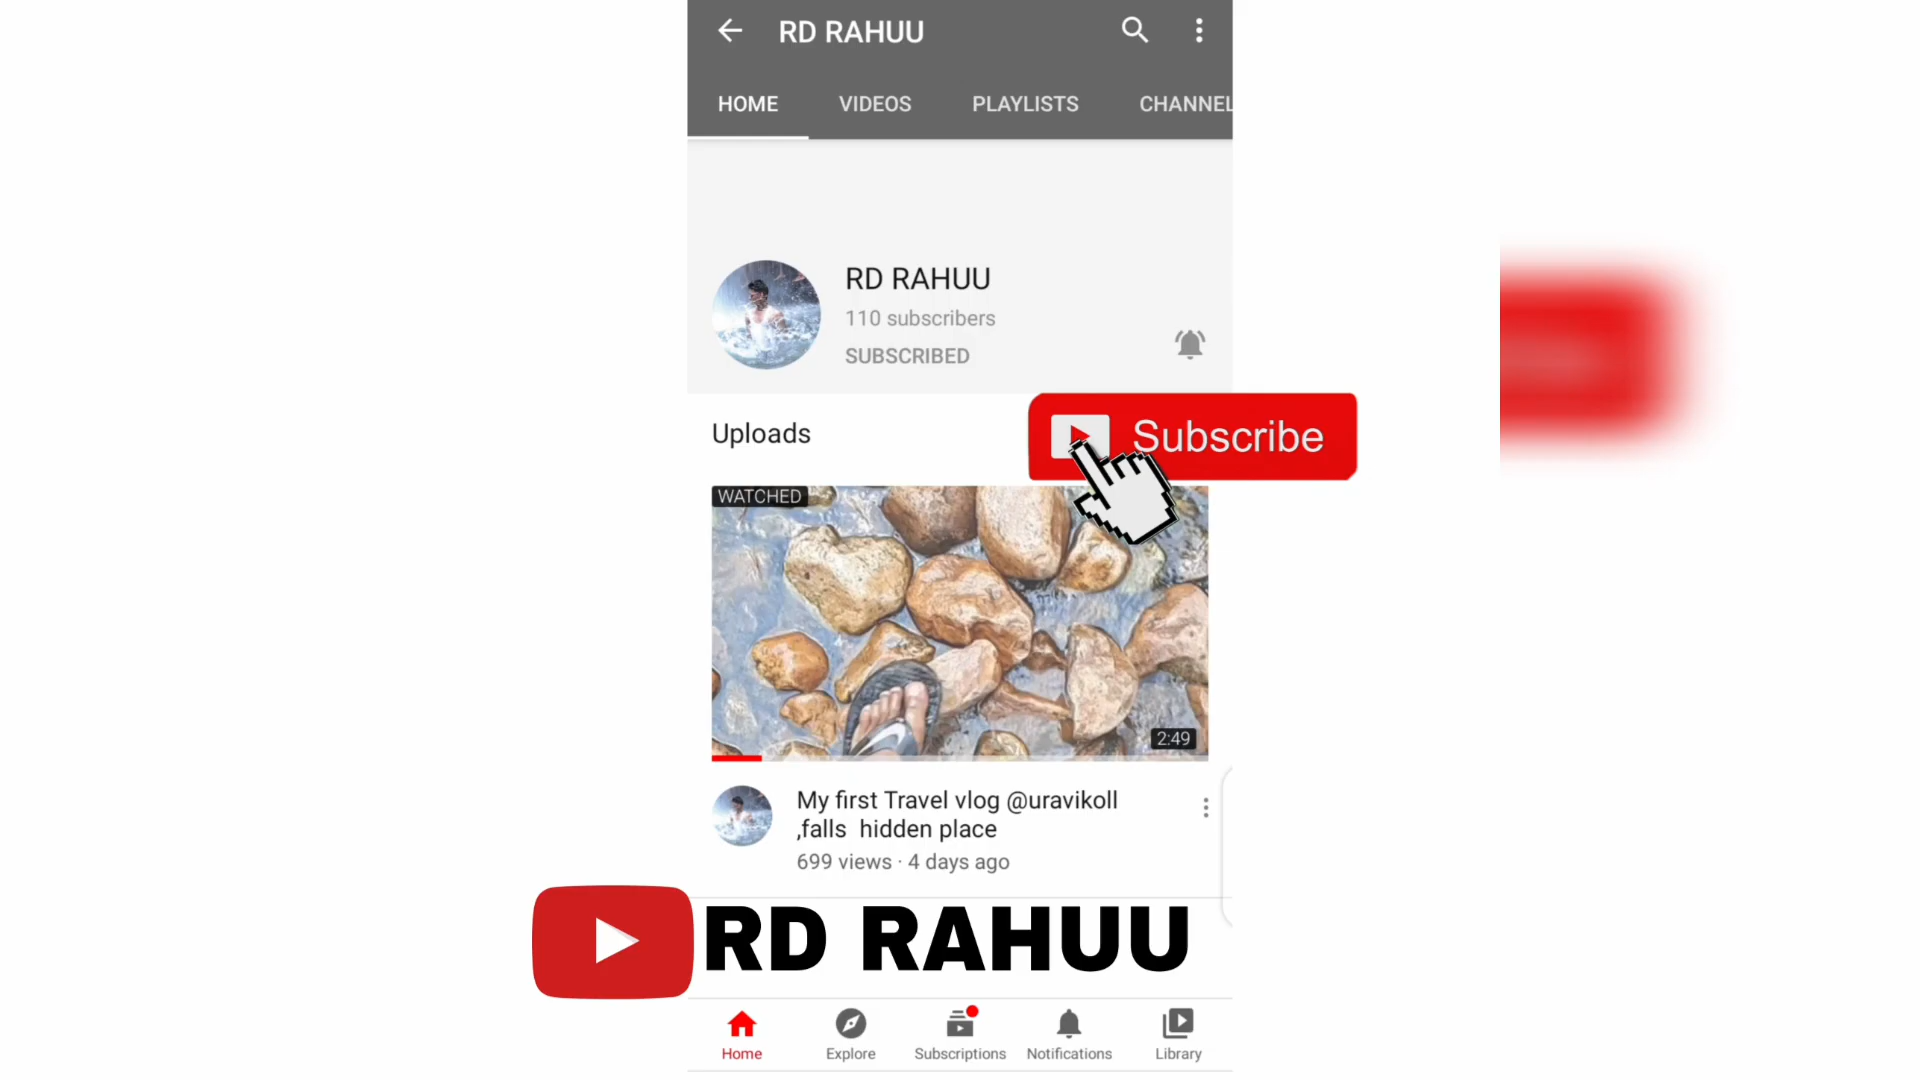 RD RAHUU
HOME VIDEOS PLAYLISTS CHANNEL
RD RAHUU
110 subscribers
SUBSCRIBED
Uploads
Subscribe
WATCHED
2:49
My first Travel vlog @uravikoll
,falls hidden place
699 views · 4 days ago
RD RAHUU
Home Explore Subscriptions Notifications Library